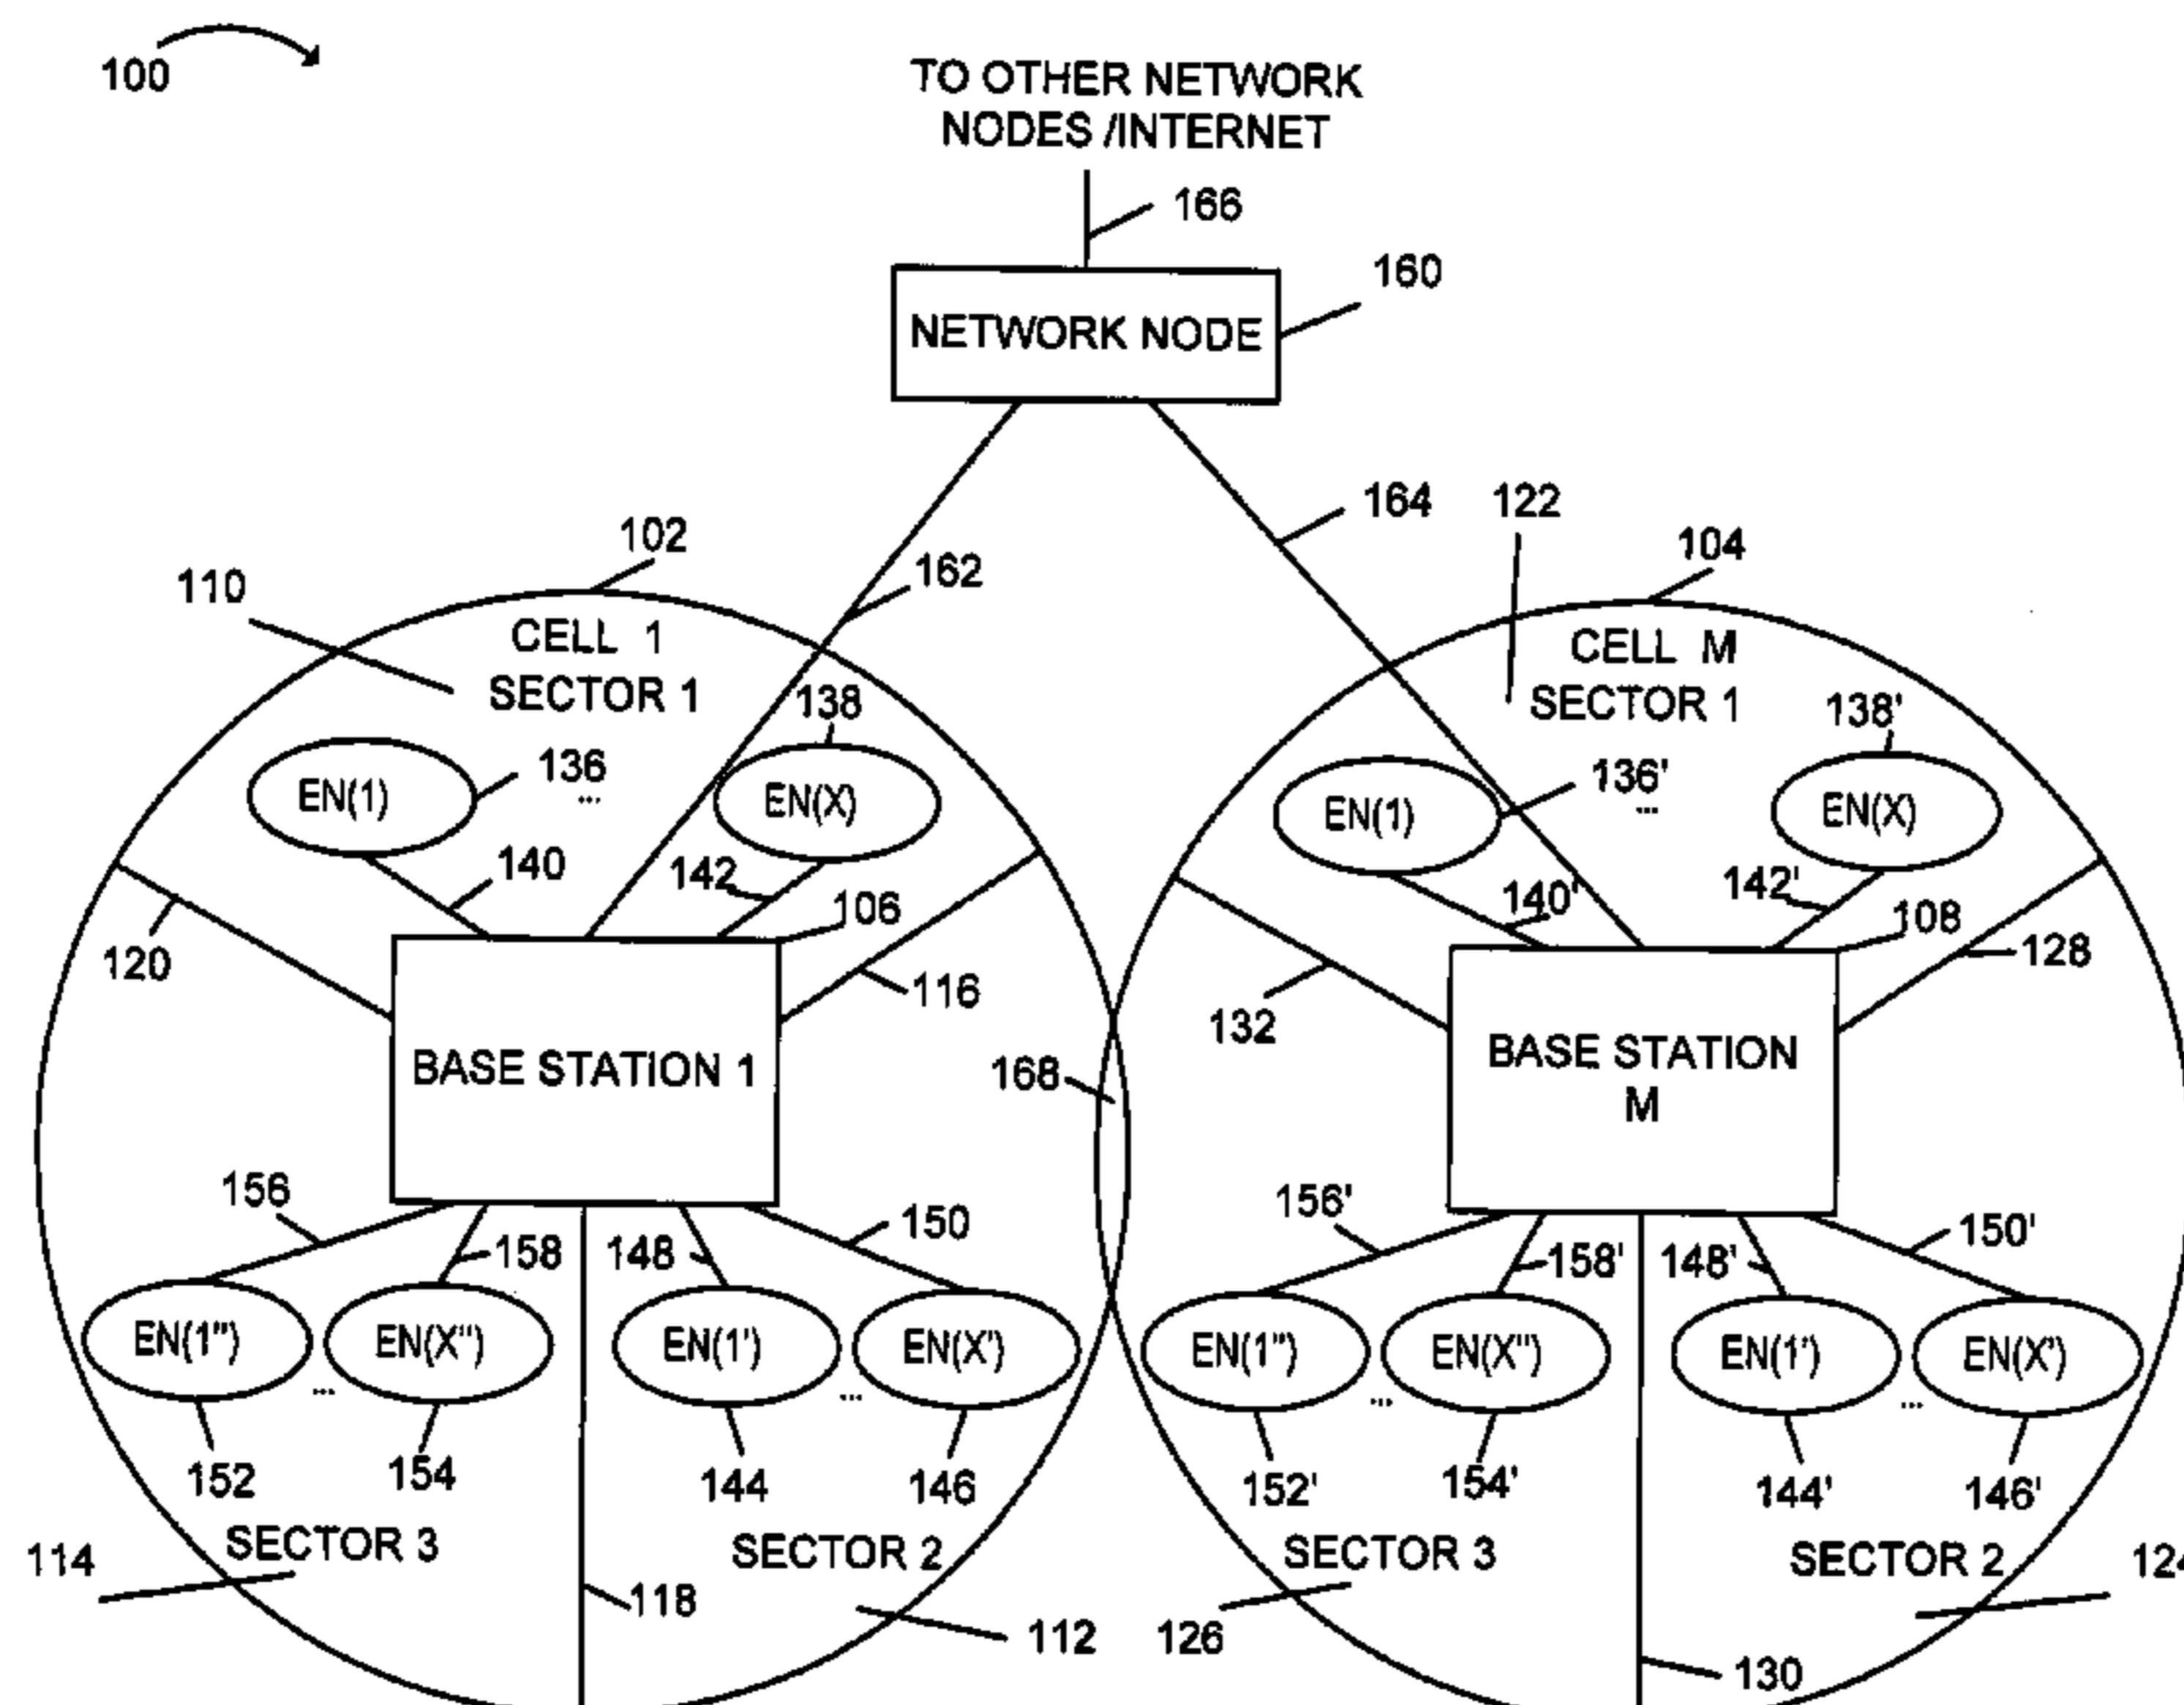 100
TO OTHER NETWORK
NODES /INTERNET
166
160
NETWORK NODE
164
122
102
104
162
110
CELL 1
SECTOR 1
CELL M
SECTOR 1
138
138'
136
...
136'
...
EN(1)
EN(X)
EN(1)
EN(X)
140
142
140'
142'
106
108
120
116
132
128
BASE STATION 1
168
BASE STATION
M
156
158
148
150
156'
158'
148'
150'
EN(1")
...
EN(X")
EN(1')
...
EN(X')
EN(1")
...
EN(X")
EN(1')
...
EN(X')
152
154
144
146
152'
154'
144'
146'
SECTOR 3
SECTOR 2
SECTOR 3
SECTOR 2
114
118
112
126
124
130